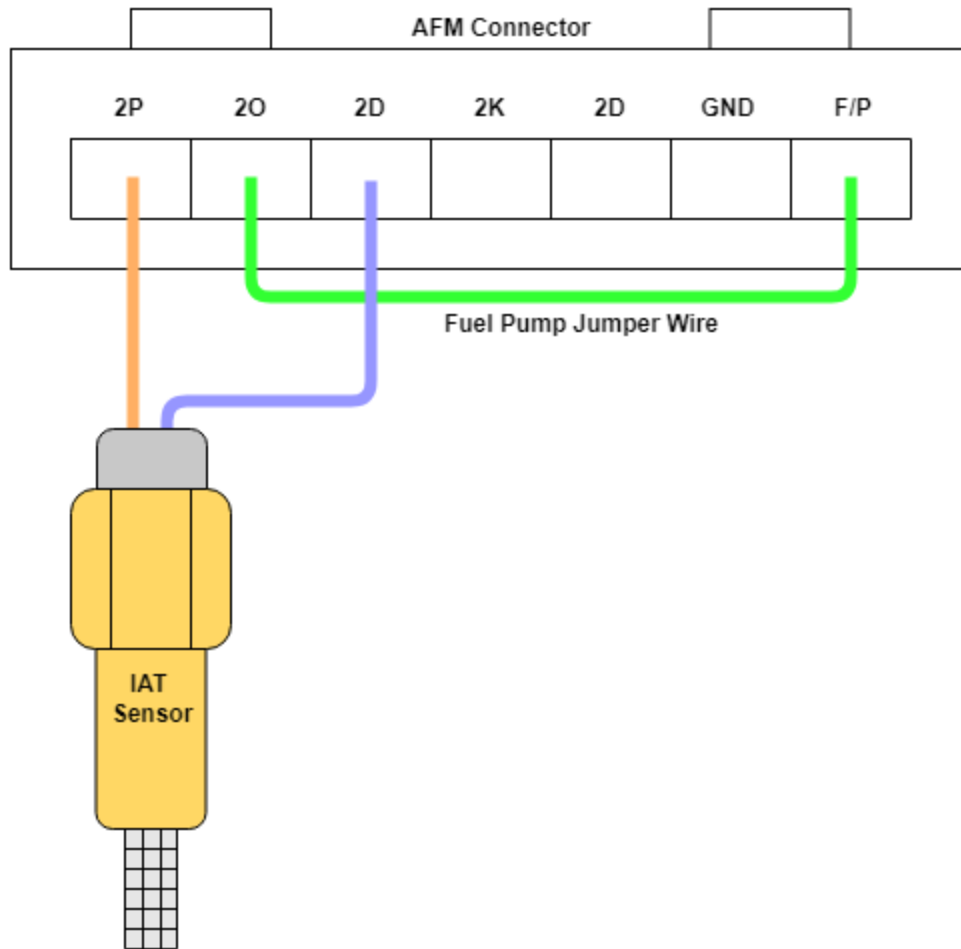 AFM Connector
2P 2O 2D 2K 2D GND F/P
Fuel Pump Jumper Wire
IAT
Sensor